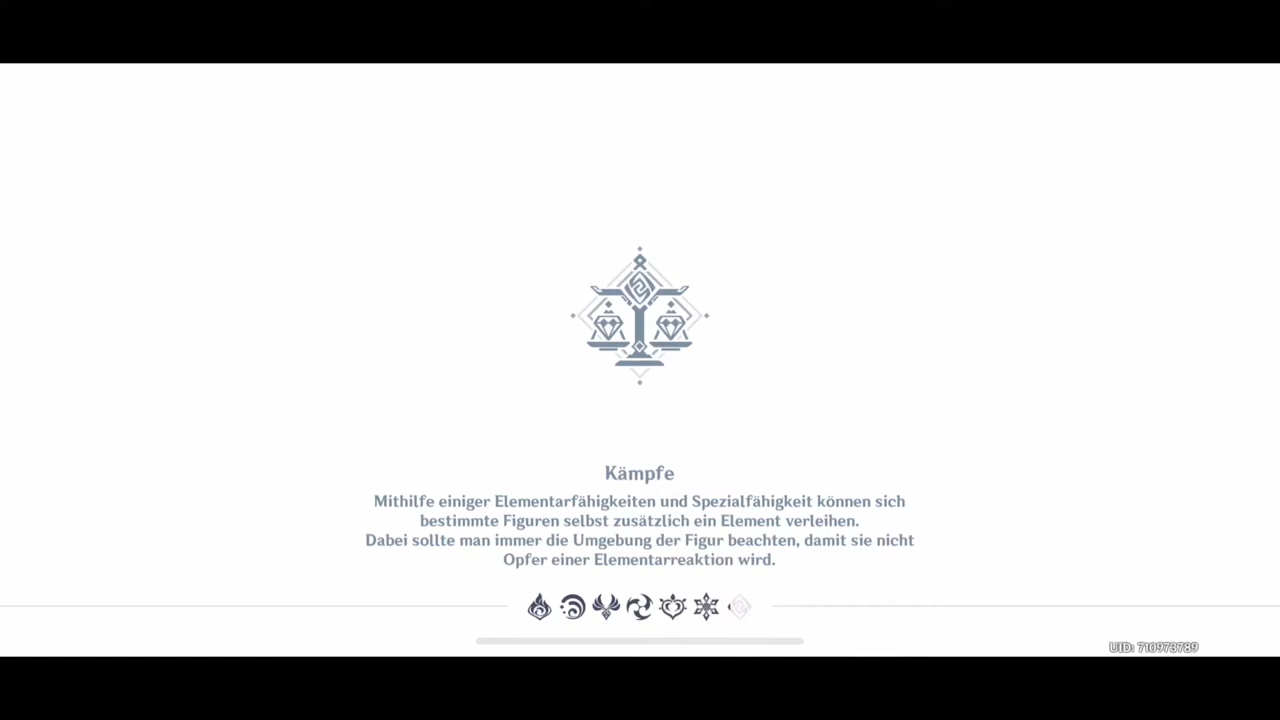 Kämpfe
Mithilfe einiger Elementarfähigkeiten und Spezialfähigkeit können sich
bestimmte Figuren selbst zusätzlich ein Element verleihen.
Dabei sollte man immer die Umgebung der Figur beachten, damit sie nicht
Opfer einer Elementarreaktion wird.
UID: 710973789